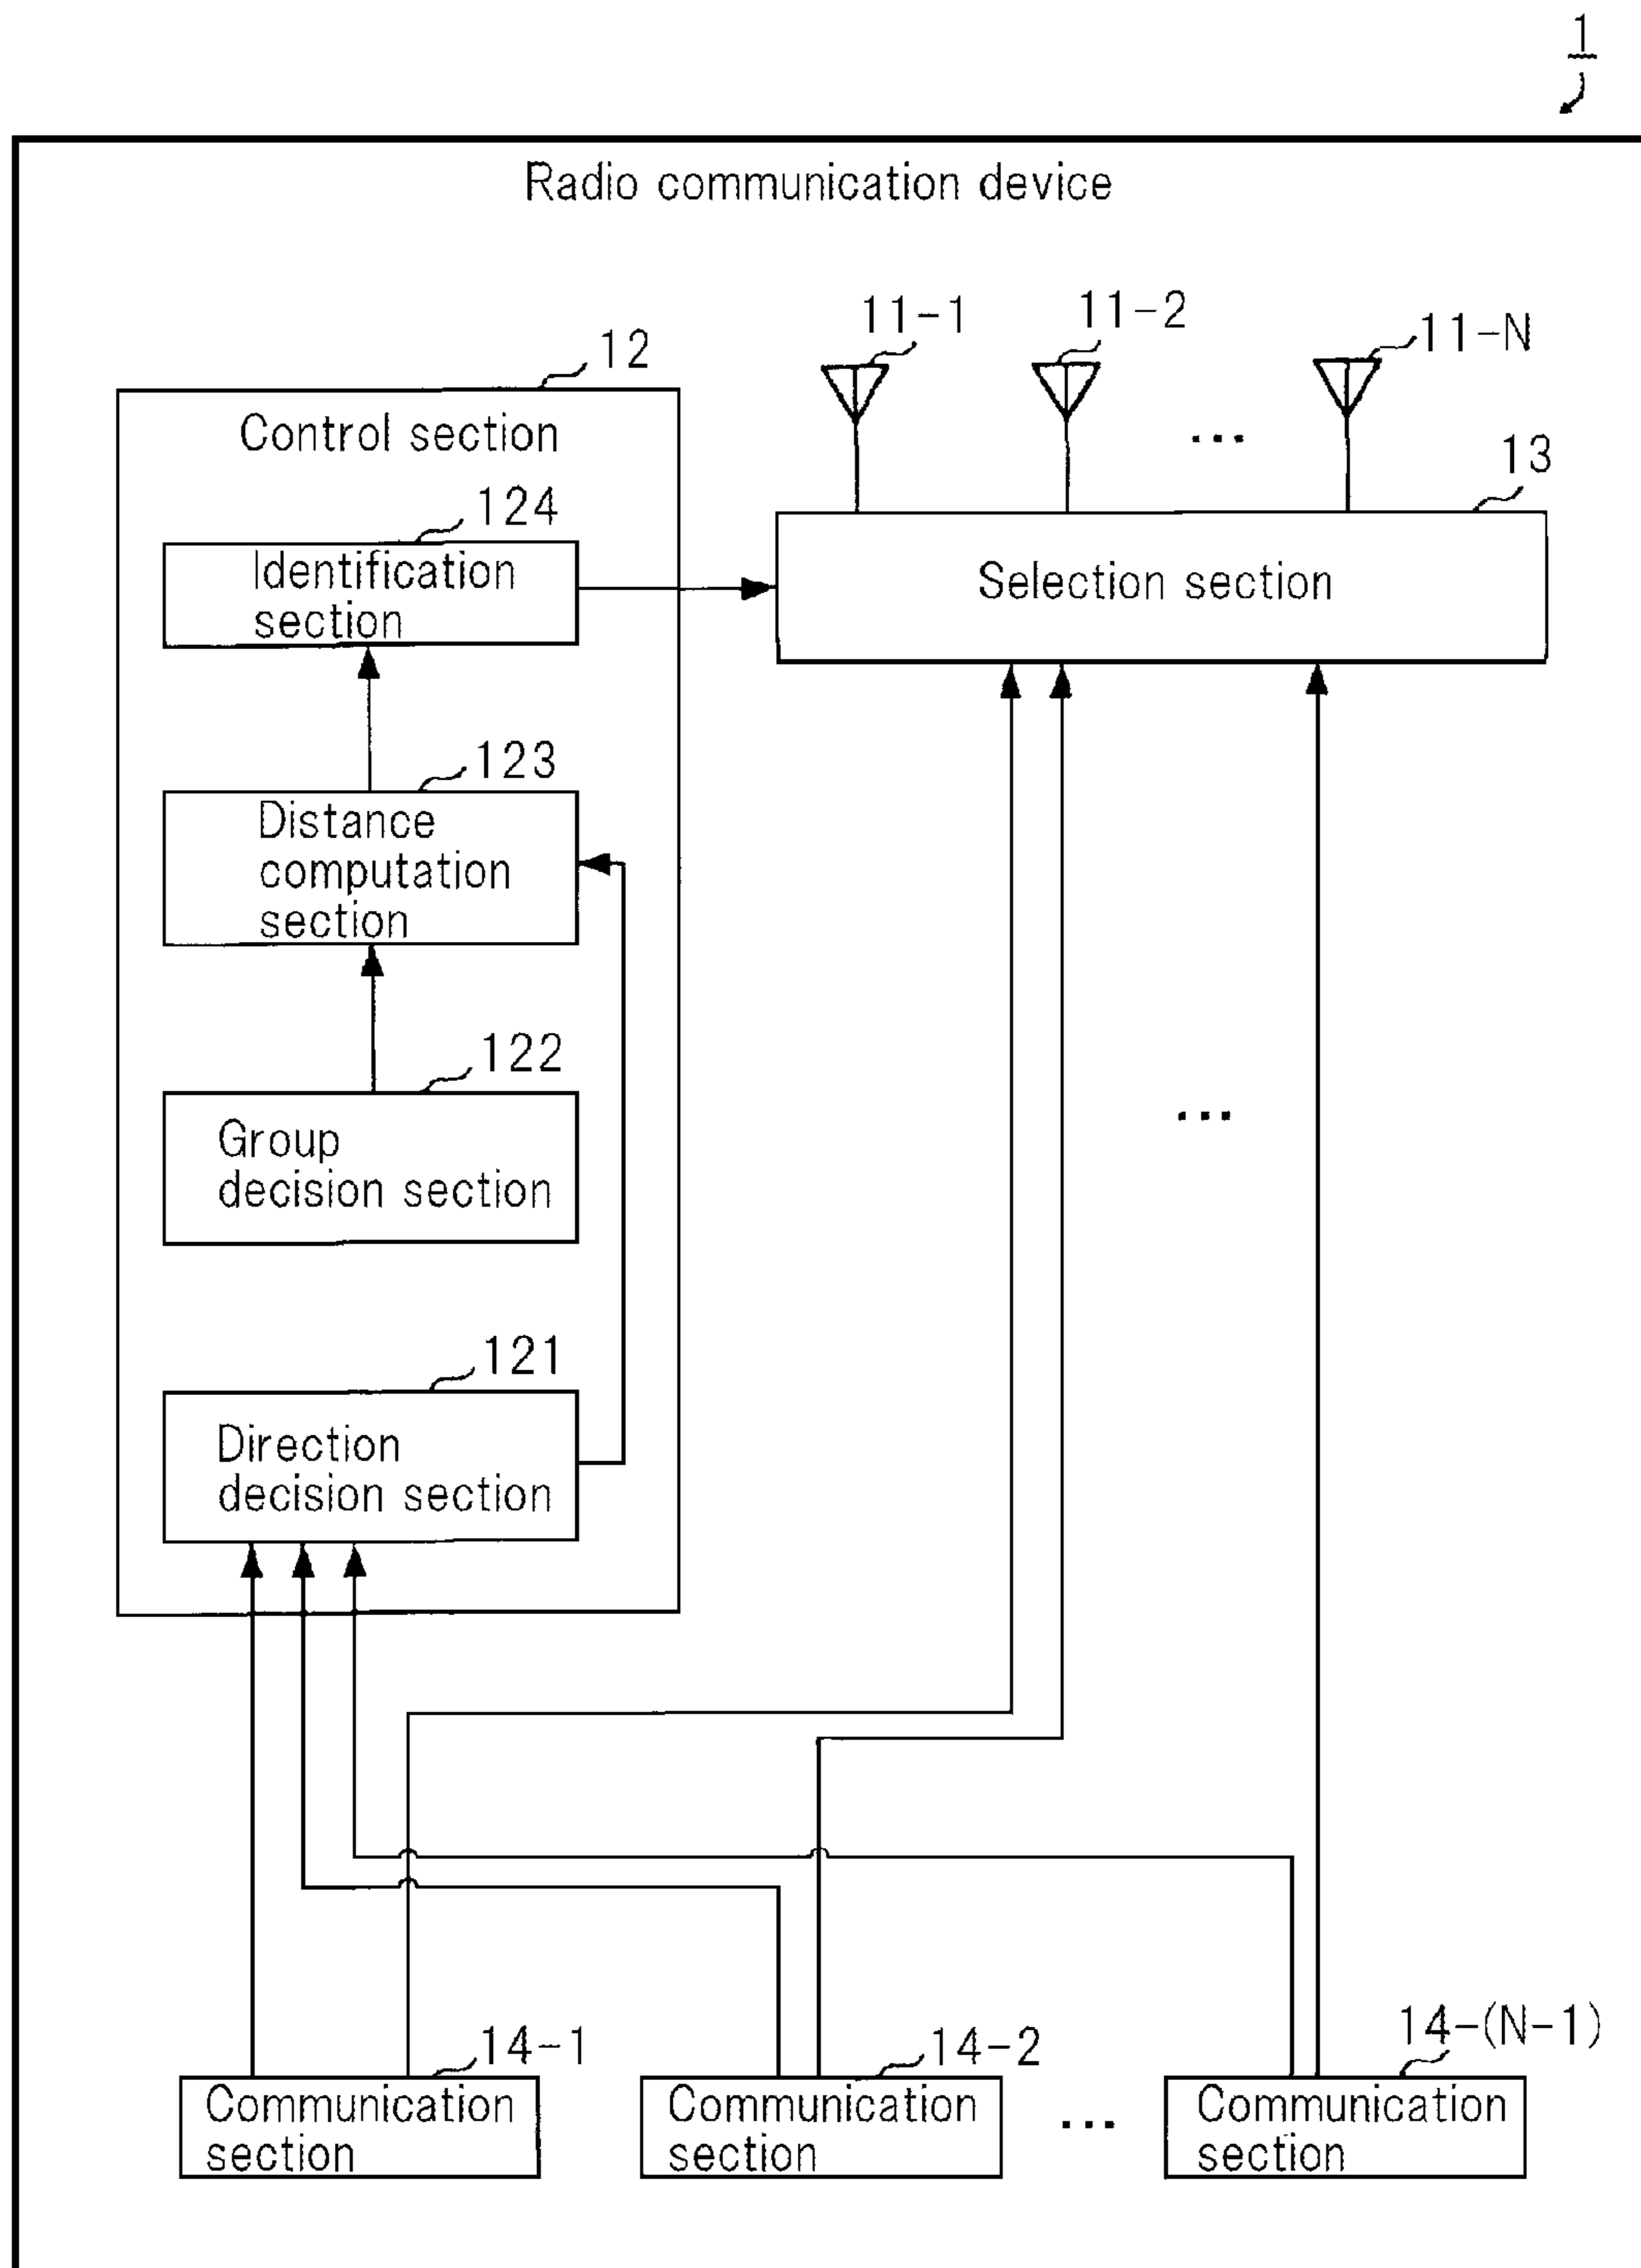 1
Radio communication device
11-1
11-2
11-N
12
Control section
...
13
124
Identification
section
Selection section
123
Distance
computation
section
122
Group
decision section
...
121
Direction
decision section
14-1
14-2
14-(N-1)
Communication
section
Communication
section
...
Communication
section